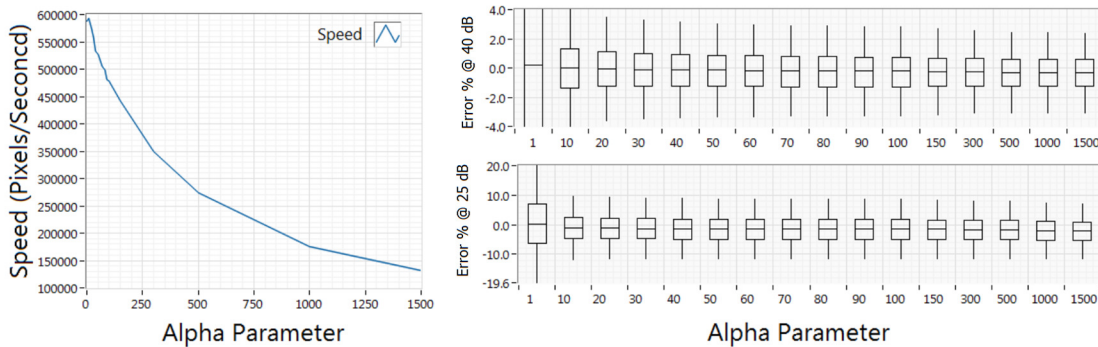 Speed (Pixels/Seconcd)
600000
550000
500000
450000
400000
350000
300000
250000
200000
150000
100000
Speed
0 250 500 750 1000 1250 1500
Alpha Parameter
Error % @ 40 dB
4.0
2.0
0.0
-2.0
-4.0
1 10 20 30 40 50 60 70 80 90 100 150 300 500 1000 1500
Error % @ 25 dB
20.0
10.0
0.0
-10.0
-19.6
1 10 20 30 40 50 60 70 80 90 100 150 300 500 1000 1500
Alpha Parameter